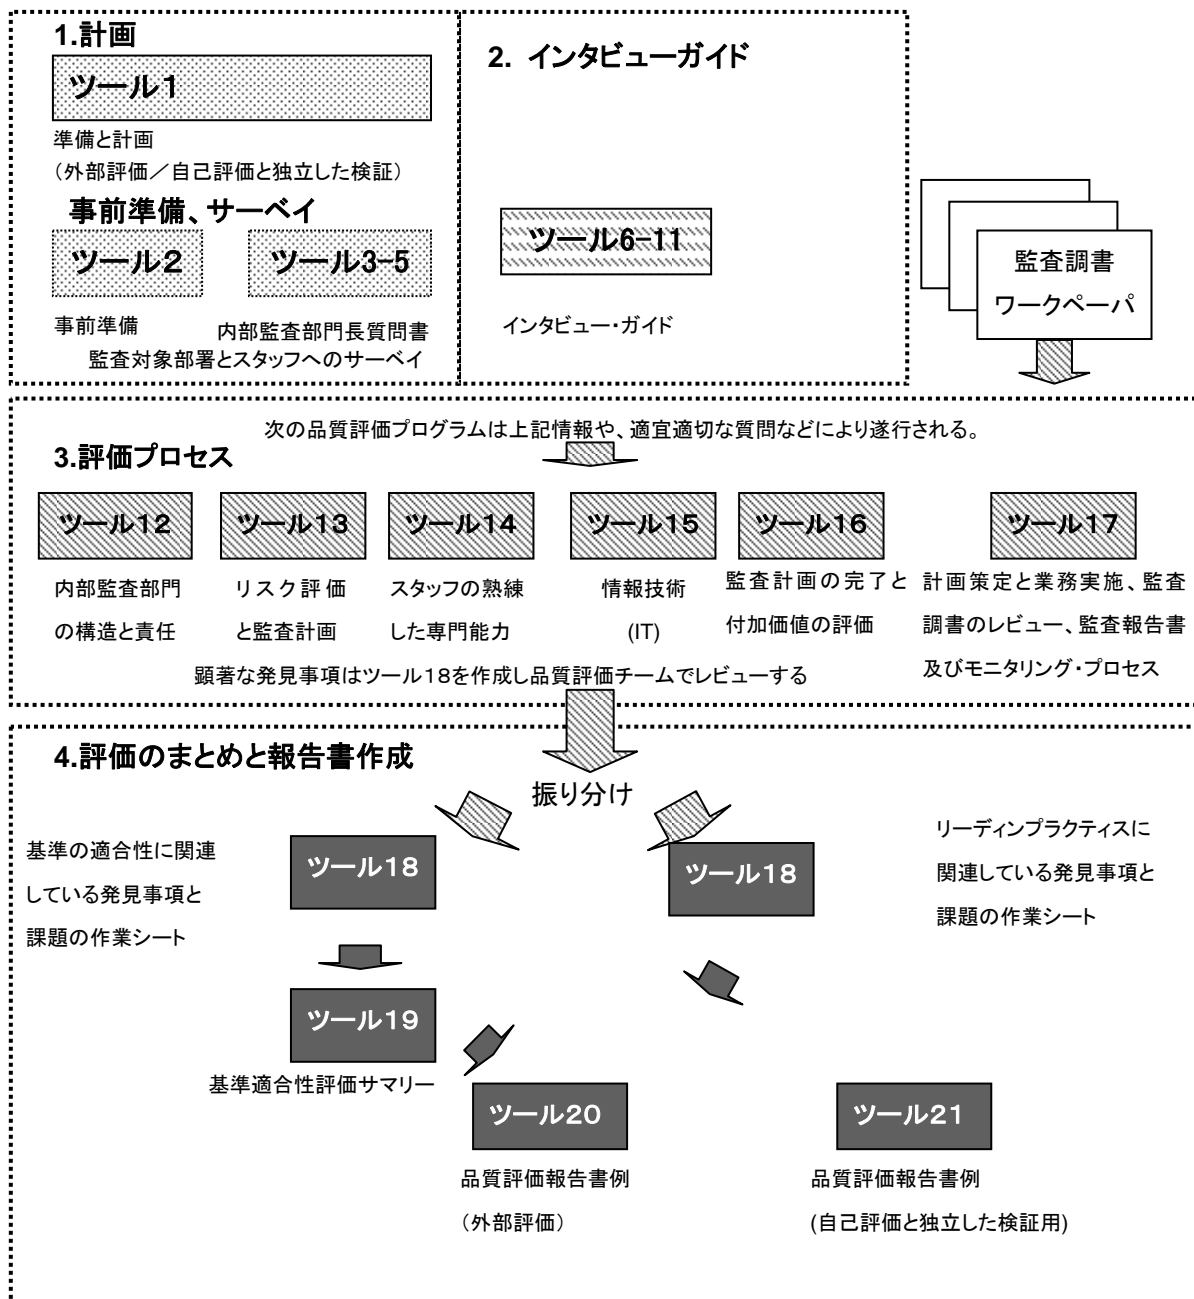 1.計画
ツール1
準備と計画
（外部評価／自己評価と独立した検証）
事前準備、サーベイ
ツール2
ツール3-5
事前準備
内部監査部門長質問書
監査対象部署とスタッフへのサーベイ
2. インタビューガイド
ツール6-11
インタビュー・ガイド
監査調書
ワークペーパ
次の品質評価プログラムは上記情報や、適宜適切な質問などにより遂行される。
3.評価プロセス
ツール12
内部監査部門
の構造と責任
ツール13
リスク評価
と監査計画
ツール14
スタッフの熟練
した専門能力
ツール15
情報技術
(IT)
ツール16
監査計画の完了と
付加価値の評価
ツール17
計画策定と業務実施、監査
調書のレビュー、監査報告書
及びモニタリング・プロセス
顕著な発見事項はツール18を作成し品質評価チームでレビューする
4.評価のまとめと報告書作成
振り分け
基準の適合性に関連
している発見事項と
課題の作業シート
ツール18
ツール18
リーディンプラクティスに
関連している発見事項と
課題の作業シート
ツール19
基準適合性評価サマリー
ツール20
品質評価報告書例
（外部評価）
ツール21
品質評価報告書例
(自己評価と独立した検証用)